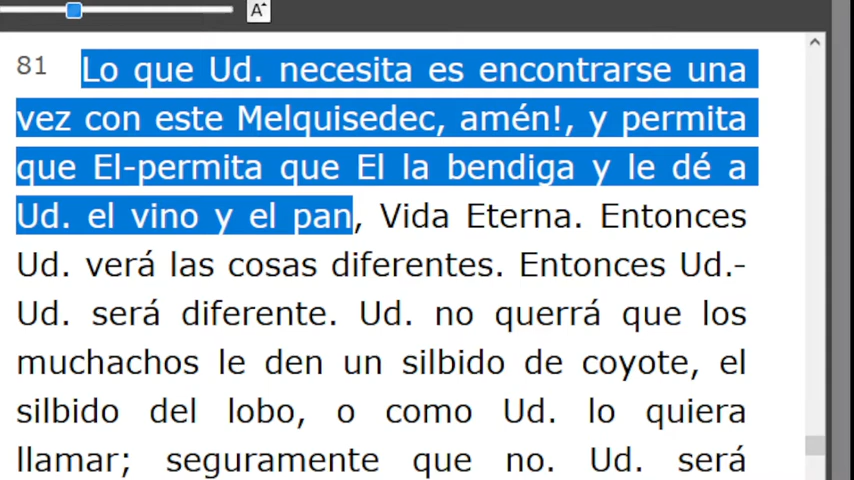 A
81 Lo que Ud. necesita es encontrarse una
vez con este Melquisedec, amén!, y permita
que El-permita que El la bendiga y le dé a
Ud. el vino y el pan, Vida Eterna. Entonces
Ud. verá las cosas diferentes. Entonces Ud.-
Ud. será diferente. Ud. no querrá que los
muchachos le den un silbido de coyote, el
silbido del lobo, o como Ud. lo quiera
llamar; seguramente que no. Ud. será